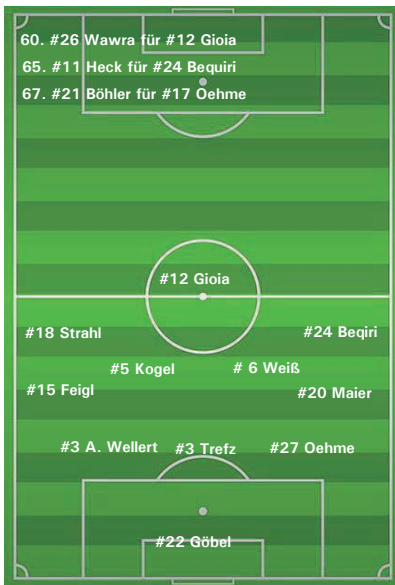 60. #26 Wawra für #12 Gioia
65. #11 Heck für #24 Bequiri
67. #21 Böhler für #17 Oehme
#12 Gioia
#18 Strahl #24 Beqiri
#5 Kogel # 6 Weiß
#15 Feigl #20 Maier
#3 A. Wellert #3 Trefz #27 Oehme
#22 Göbel